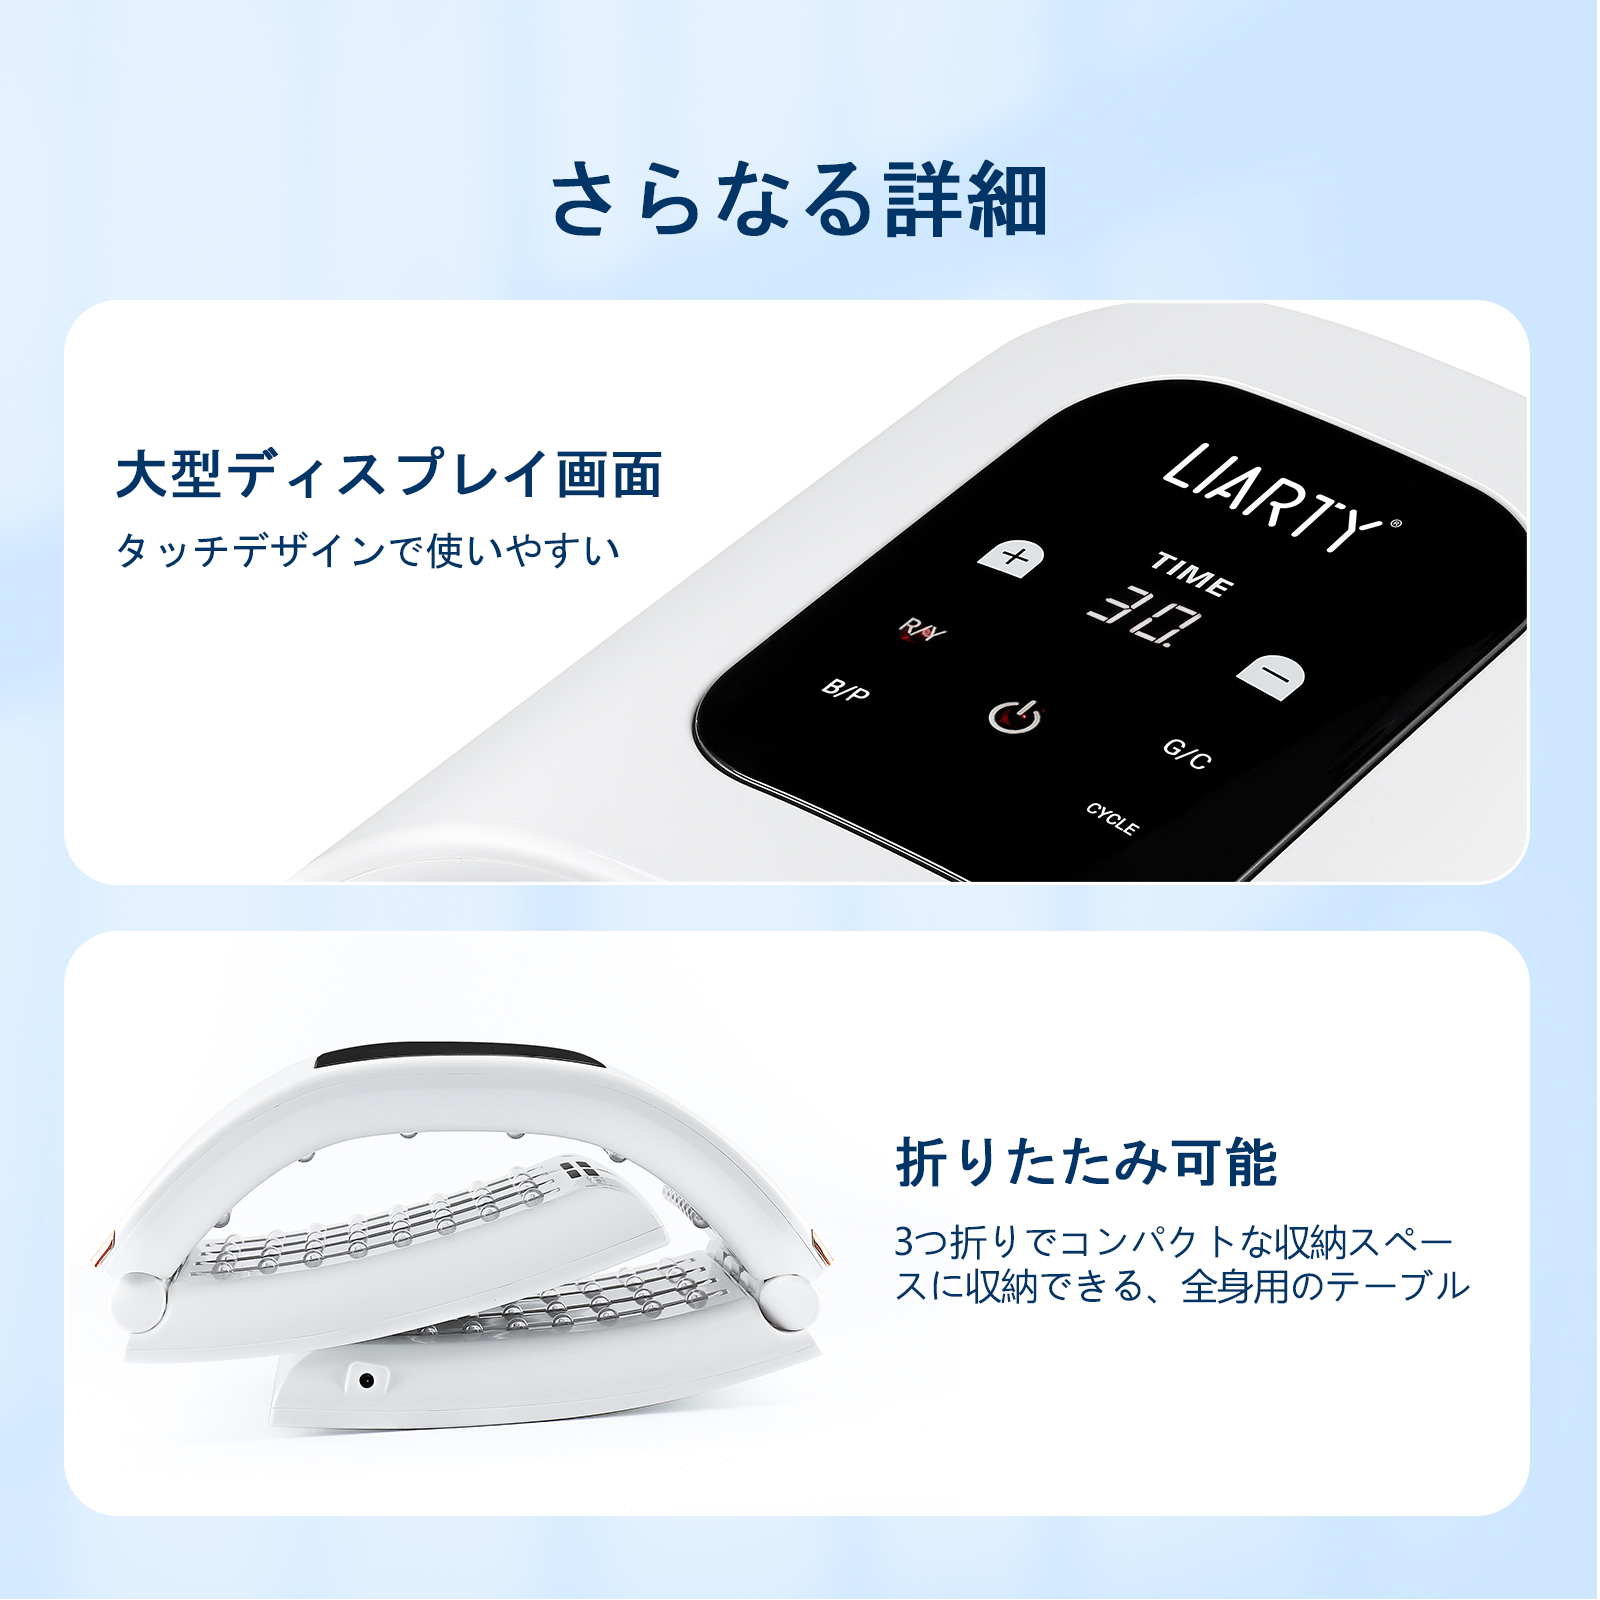 さらなる詳細
大型ディスプレイ画面
タッチデザインで使いやすい
LIARTY®
+
TIME
30.
R/Y
−
B/P
G/C
CYCLE
折りたたみ可能
3つ折りでコンパクトな収納スペー
スに収納できる、全身用のテーブル